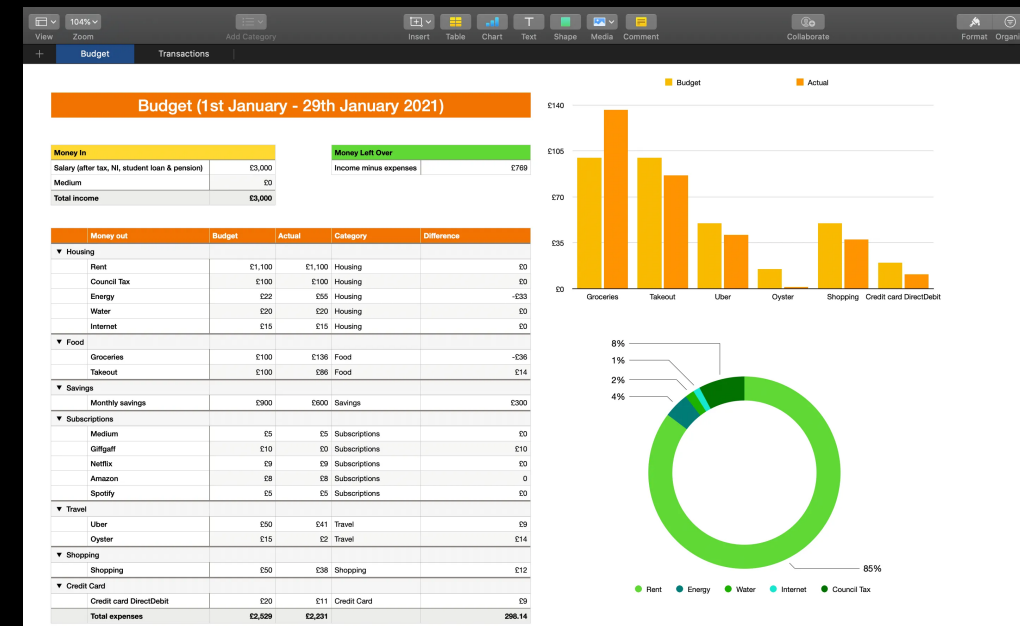 104%
View Zoom Add Category Insert Table Chart Text Shape Media Comment Collaborate Format Organi
+ Budget Transactions
Budget (1st January - 29th January 2021)
Money In
Salary (after tax, NI, student loan & pension) £3,000
Medium £0
Total income £3,000
Money Left Over
Income minus expenses £769
Money out Budget Actual Category Difference
▼ Housing
Rent £1,100 £1,100 Housing £0
Council Tax £100 £100 Housing £0
Energy £22 £55 Housing -£33
Water £20 £20 Housing £0
Internet £15 £15 Housing £0
▼ Food
Groceries £100 £136 Food -£36
Takeout £100 £86 Food £14
▼ Savings
Monthly savings £900 £600 Savings £300
▼ Subscriptions
Medium £5 £5 Subscriptions £0
Giffgaff £10 £0 Subscriptions £10
Netflix £9 £9 Subscriptions £0
Amazon £8 £8 Subscriptions 0
Spotify £5 £5 Subscriptions £0
▼ Travel
Uber £50 £41 Travel £9
Oyster £15 £2 Travel £14
▼ Shopping
Shopping £50 £38 Shopping £12
▼ Credit Card
Credit card DirectDebit £20 £11 Credit Card £9
Total expenses £2,529 £2,231 298.14
Budget Actual
£140
£105
£70
£35
£0
Groceries Takeout Uber Oyster Shopping Credit card DirectDebit
8%
1%
2%
4%
85%
Rent Energy Water Internet Council Tax